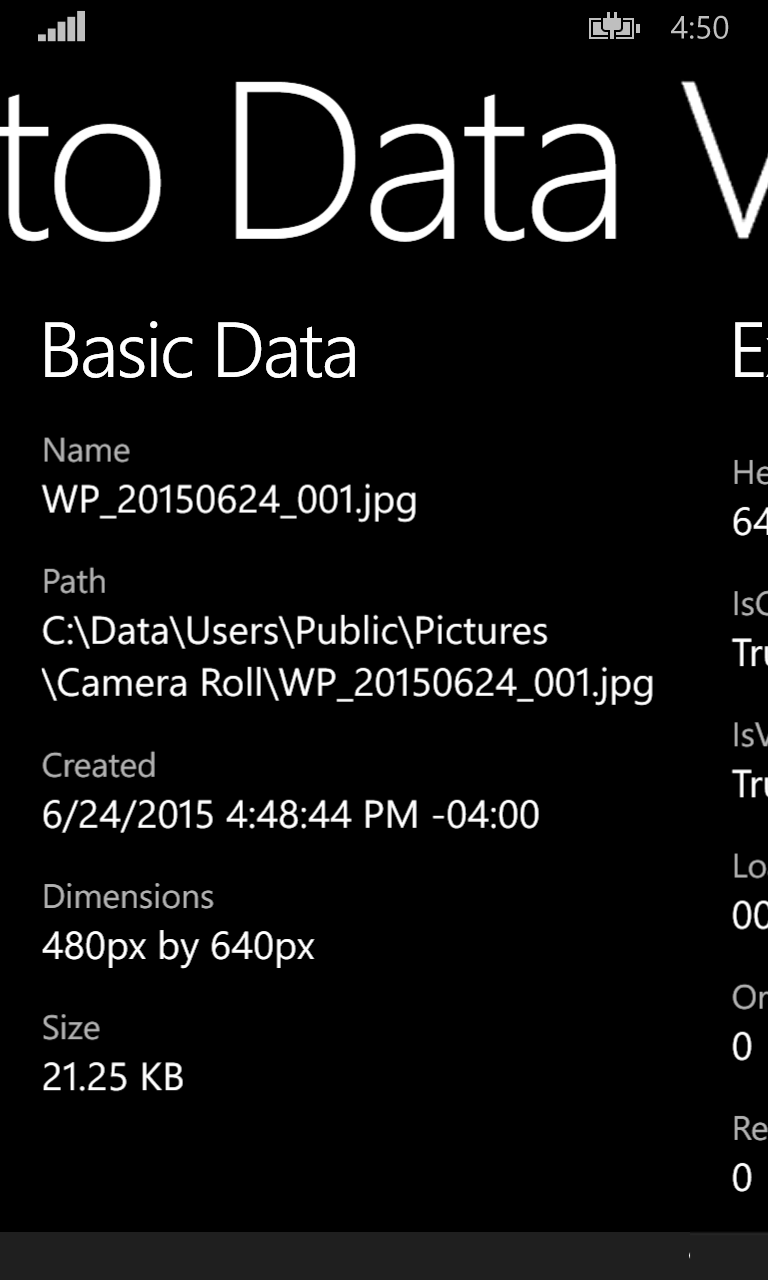 4:50
to Data V
Basic Data
Name
WP_20150624_001.jpg
Path
C:\Data\Users\Public\Pictures
\Camera Roll\WP_20150624_001.jpg
Created
6/24/2015 4:48:44 PM -04:00
Dimensions
480px by 640px
Size
21.25 KB
He
64
Tru
IsV
Tru
Lo
00
Or
0
Re
0